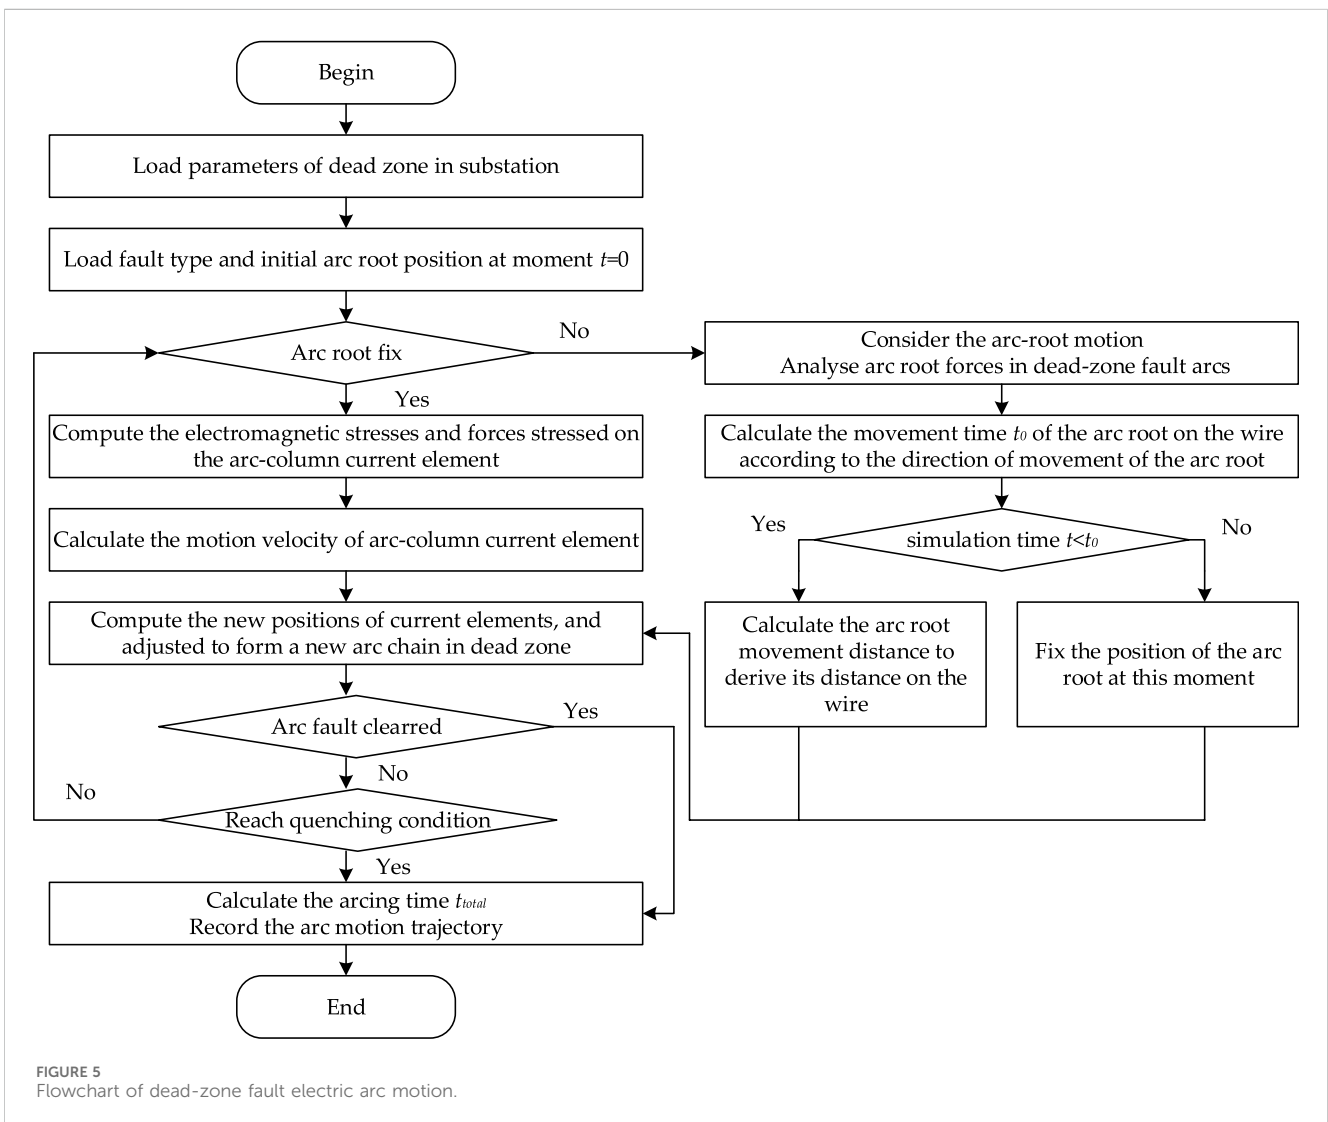 Begin
Load parameters of dead zone in substation
Load fault type and initial arc root position at moment t=0
Arc root fix
No
Yes
Consider the arc-root motion
Analyse arc root forces in dead-zone fault arcs
Compute the electromagnetic stresses and forces stressed on
the arc-column current element
Calculate the movement time t0 of the arc root on the wire
according to the direction of movement of the arc root
Calculate the motion velocity of arc-column current element
Yes
simulation time t<t0
No
Compute the new positions of current elements, and
adjusted to form a new arc chain in dead zone
Calculate the arc root
movement distance to
derive its distance on the
wire
Fix the position of the arc
root at this moment
Arc fault clearred
Yes
No
No
Reach quenching condition
Yes
Calculate the arcing time ttotal
Record the arc motion trajectory
End
FIGURE 5
Flowchart of dead-zone fault electric arc motion.